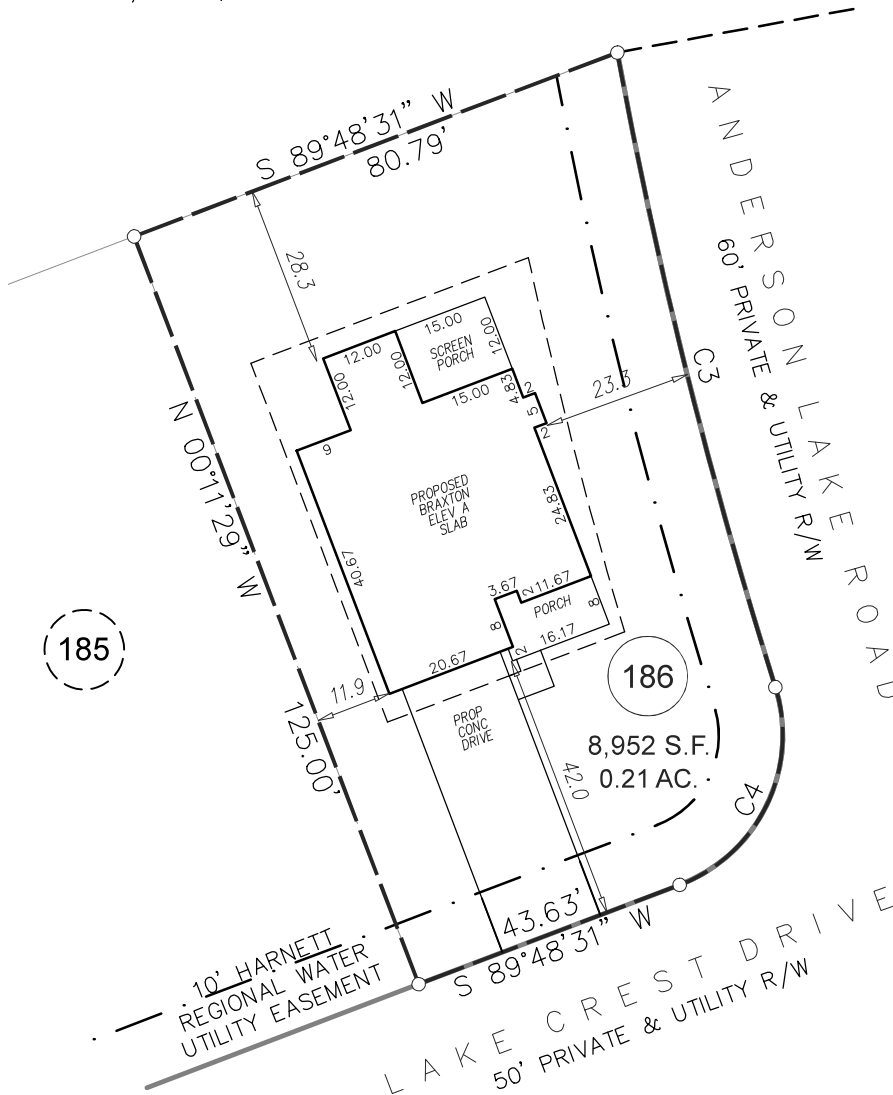 S 89°48'31" W
80.79'
ANDERSON LAKE ROAD
60' PRIVATE & UTILITY R/W
C3
28.3
15.00
12.00
SCREEN
PORCH
12.00
12.00
12.00
15.00
4.83
2
5
2
23.3
9
N 00°11'29" W
125.00'
PROPOSED
BRAXTON
ELEV A
SLAB
24.83
40.67
3.67
2
11.67
PORCH
8
8
16.17
2
20.67
185
11.9
186
8,952 S.F.
0.21 AC.
PROP
CONC
DRIVE
42.0
C4
43.63'
S 89°48'31" W
10' HARNETT
REGIONAL WATER
UTILITY EASEMENT
LAKE CREST DRIVE
50' PRIVATE & UTILITY R/W